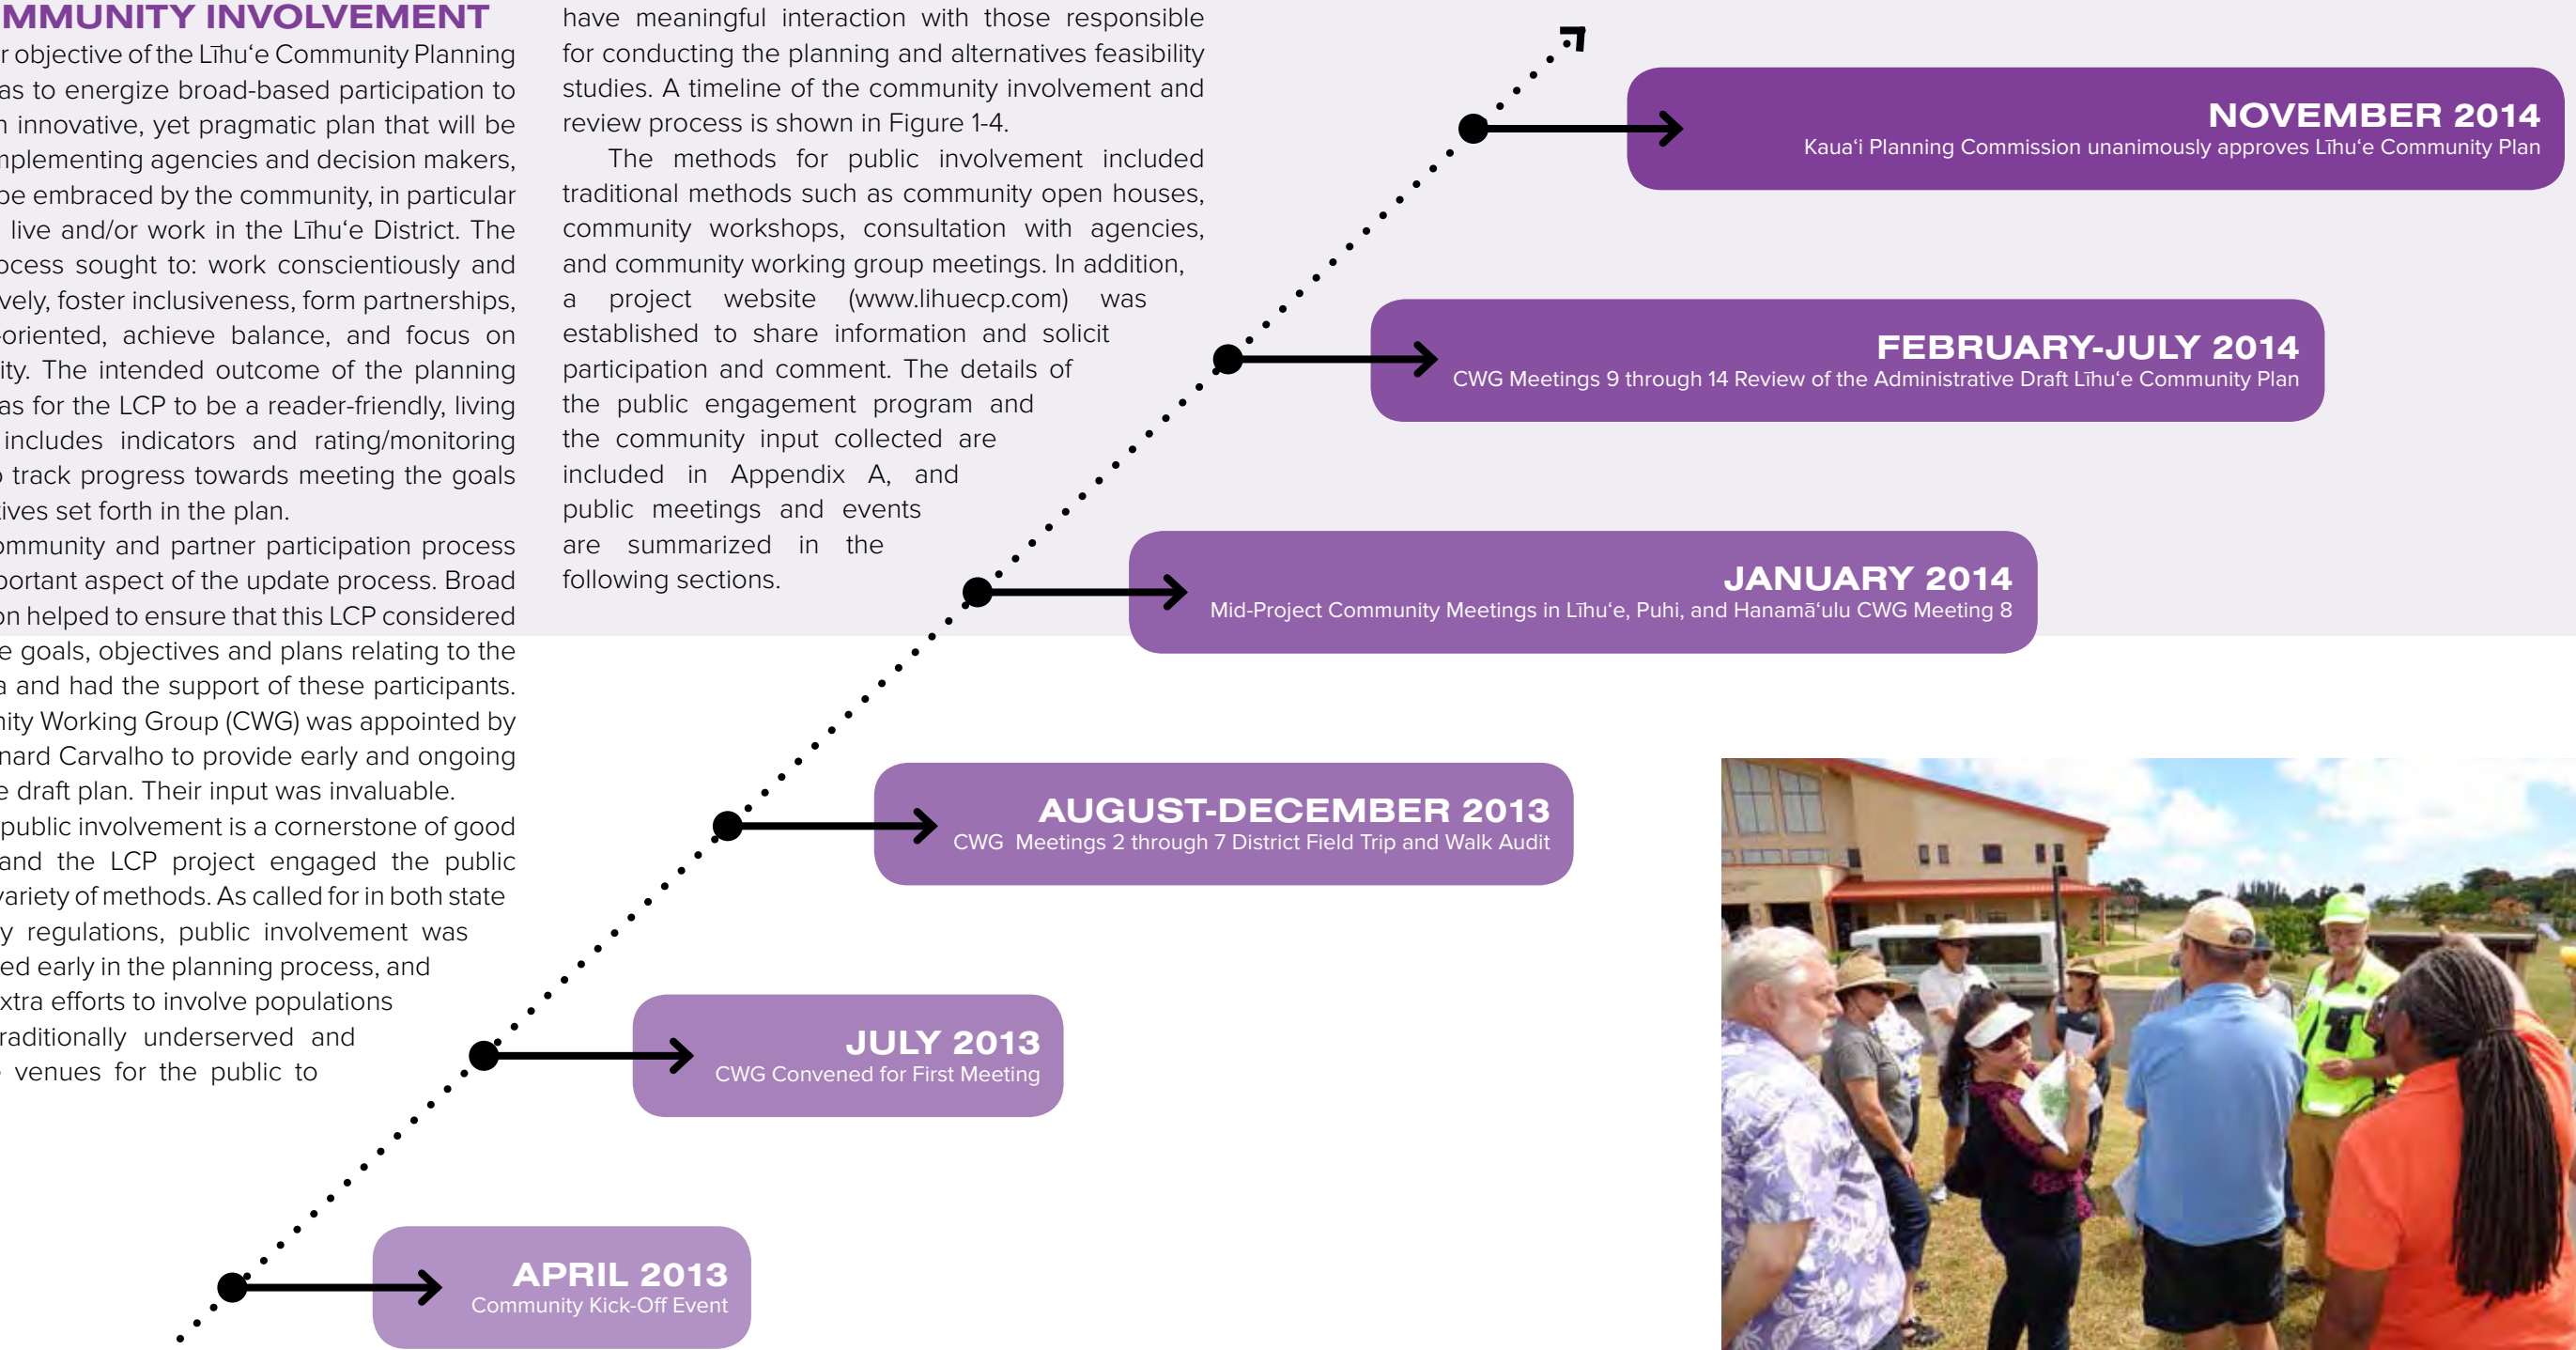 MMUNITY INVOLVEMENT
r objective of the Līhuʻe Community Planning
as to energize broad-based participation to
n innovative, yet pragmatic plan that will be
mplementing agencies and decision makers,
be embraced by the community, in particular
live and/or work in the Līhuʻe District. The
ocess sought to: work conscientiously and
vely, foster inclusiveness, form partnerships,
-oriented, achieve balance, and focus on
ity. The intended outcome of the planning
as for the LCP to be a reader-friendly, living
includes indicators and rating/monitoring
o track progress towards meeting the goals
tives set forth in the plan.
ommunity and partner participation process
portant aspect of the update process. Broad
on helped to ensure that this LCP considered
e goals, objectives and plans relating to the
a and had the support of these participants.
nity Working Group (CWG) was appointed by
nard Carvalho to provide early and ongoing
e draft plan. Their input was invaluable.
public involvement is a cornerstone of good
and the LCP project engaged the public
variety of methods. As called for in both state
y regulations, public involvement was
ed early in the planning process, and
xtra efforts to involve populations
raditionally underserved and
e venues for the public to
have meaningful interaction with those responsible
for conducting the planning and alternatives feasibility
studies. A timeline of the community involvement and
review process is shown in Figure 1-4.
The methods for public involvement included
traditional methods such as community open houses,
community workshops, consultation with agencies,
and community working group meetings. In addition,
a project website (www.lihuecp.com) was
established to share information and solicit
participation and comment. The details of
the public engagement program and
the community input collected are
included in Appendix A, and
public meetings and events
are summarized in the
following sections.
NOVEMBER 2014
Kauaʻi Planning Commission unanimously approves Līhuʻe Community Plan
FEBRUARY-JULY 2014
CWG Meetings 9 through 14 Review of the Administrative Draft Līhuʻe Community Plan
JANUARY 2014
Mid-Project Community Meetings in Līhuʻe, Puhi, and Hanamāʻulu CWG Meeting 8
AUGUST-DECEMBER 2013
CWG  Meetings 2 through 7 District Field Trip and Walk Audit
JULY 2013
CWG Convened for First Meeting
APRIL 2013
Community Kick-Off Event